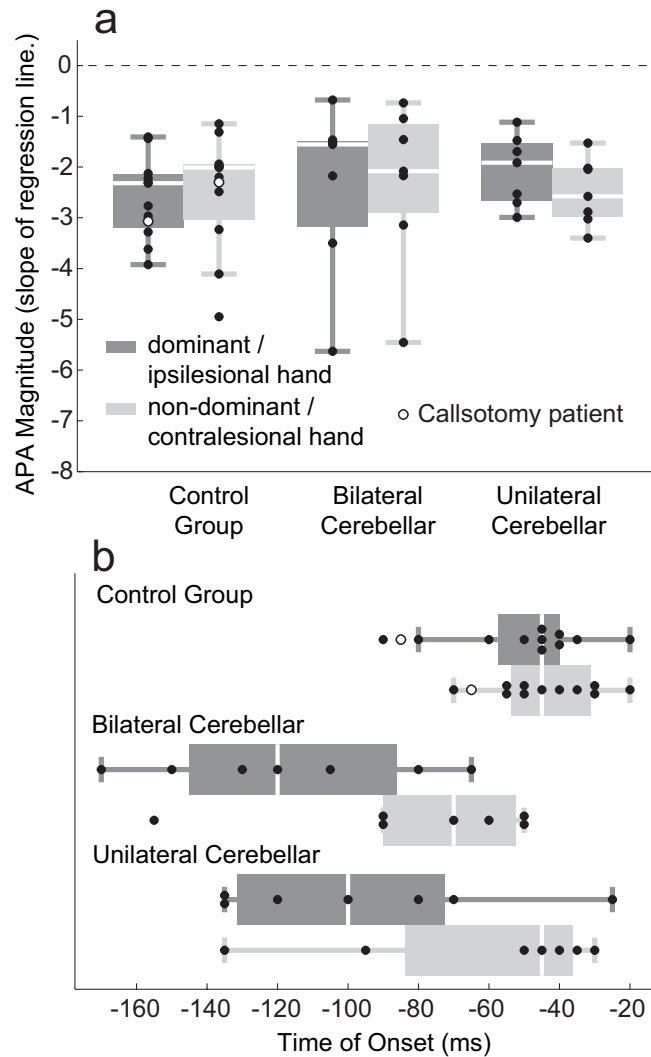 a
APA Magnitude (slope of regression line.)
0
-1
-2
-3
-4
-5
-6
-7
-8
dominant /
ipsilesional hand
non-dominant /
contralesional hand
Callsotomy patient
Control
Group
Bilateral
Cerebellar
Unilateral
Cerebellar
b
Control Group
Bilateral Cerebellar
Unilateral Cerebellar
-160 -140 -120 -100 -80 -60 -40 -20
Time of Onset (ms)